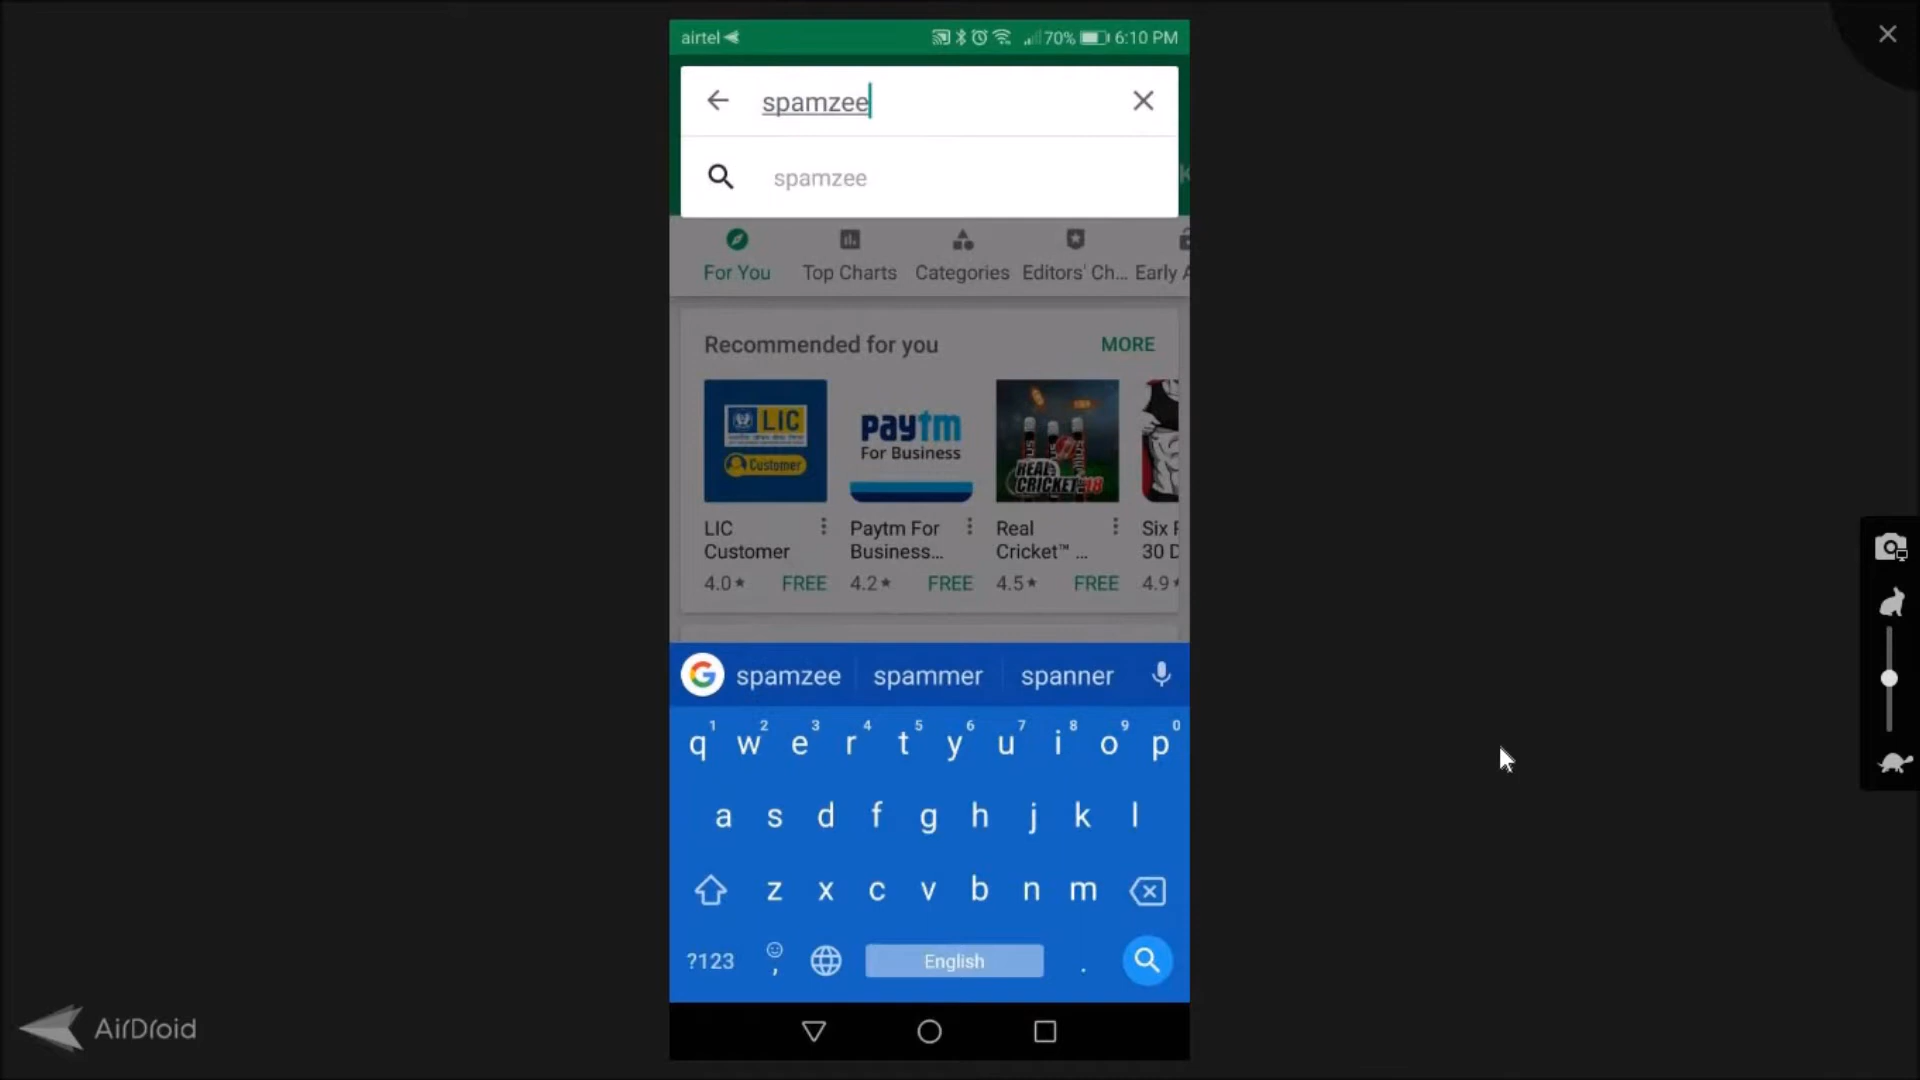 airtel 70% 6:10 PM
spamzee
spamzee
For You Top Charts Categories Editors' Ch... Early A
Recommended for you MORE
LIC Customer
paytm For Business
REAL CRICKET 18
LIC Customer
Paytm For Business...
Real Cricket™ ...
Six P
30 D
4.0★ FREE 4.2★ FREE 4.5★ FREE 4.9★
G spamzee spammer spanner
1 2 3 4 5 6 7 8 9 0
q w e r t y u i o p
a s d f g h j k l
z x c v b n m
?123 , English .
AirDroid